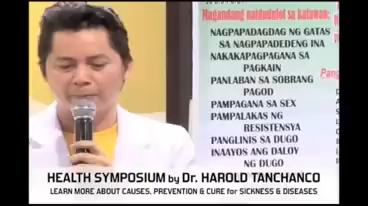 Magandang naidudulot sa katawan:
NAGPAPADAGDAG NG GATAS
SA NAGPAPADEDENG INA
NAKAKAPAGPAGANA SA
PAGKAIN
PANLABAN SA SOBRANG
PAGOD
PAMPAGANA SA SEX
PAMPALAKAS NG
RESISTENSYA
PANGLINIS SA DUGO
INAAYOS ANG DALOY
NG DUGO
HEALTH SYMPOSIUM by Dr. HAROLD TANCHANCO
LEARN MORE ABOUT CAUSES, PREVENTION & CURE for SICKNESS & DISEASES